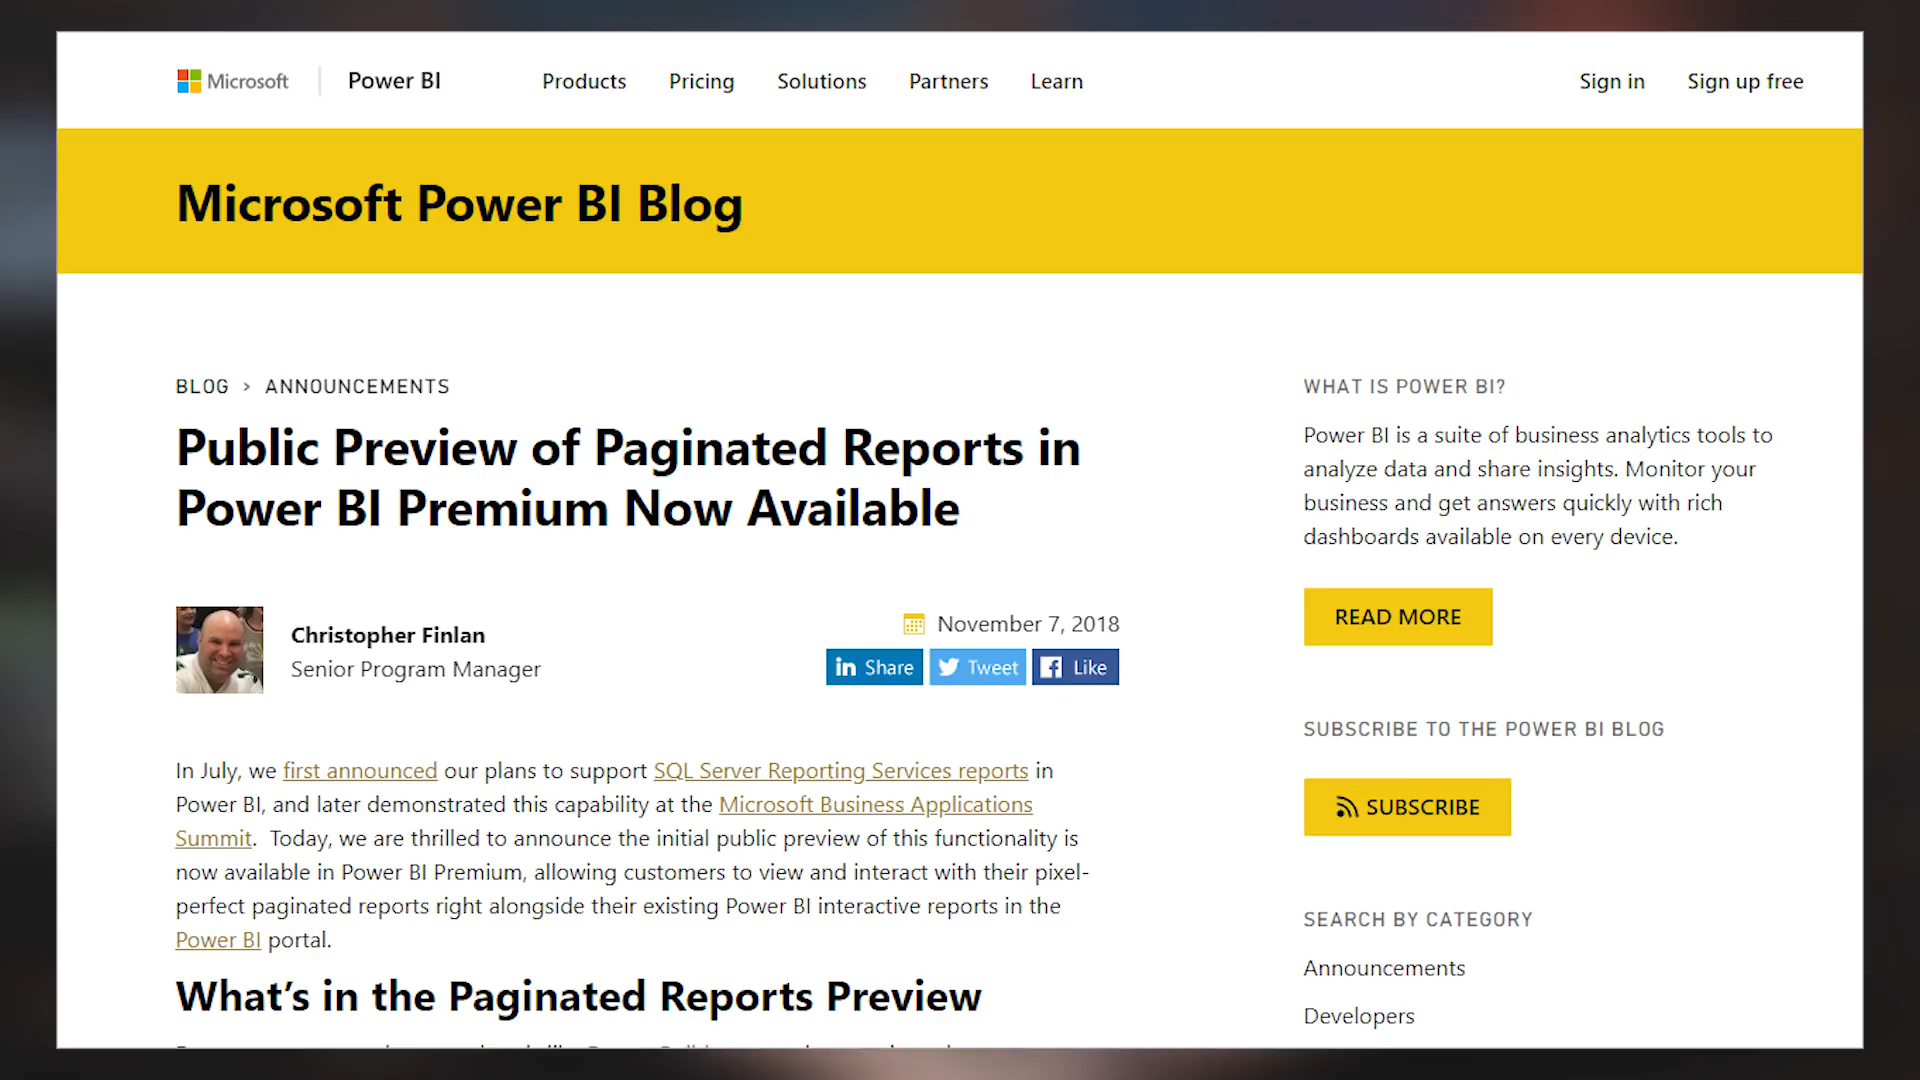 Microsoft Power BI Products Pricing Solutions Partners Learn Sign in Sign up free
Microsoft Power BI Blog
BLOG > ANNOUNCEMENTS
Public Preview of Paginated Reports in
Power BI Premium Now Available
Christopher Finlan
Senior Program Manager
November 7, 2018
in Share Tweet Like
In July, we first announced our plans to support SQL Server Reporting Services reports in
Power BI, and later demonstrated this capability at the Microsoft Business Applications
Summit. Today, we are thrilled to announce the initial public preview of this functionality is
now available in Power BI Premium, allowing customers to view and interact with their pixel-
perfect paginated reports right alongside their existing Power BI interactive reports in the
Power BI portal.
What's in the Paginated Reports Preview
WHAT IS POWER BI?
Power BI is a suite of business analytics tools to
analyze data and share insights. Monitor your
business and get answers quickly with rich
dashboards available on every device.
READ MORE
SUBSCRIBE TO THE POWER BI BLOG
SUBSCRIBE
SEARCH BY CATEGORY
Announcements
Developers